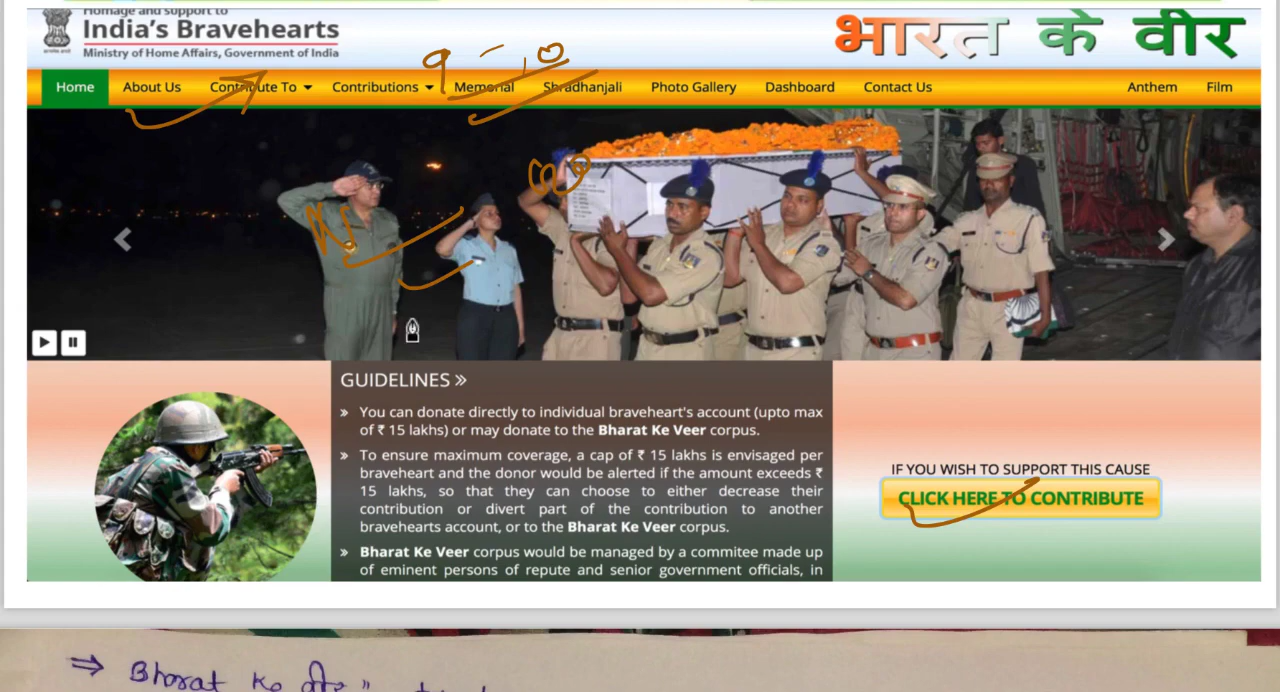 Homage and support to
India's Bravehearts
Ministry of Home Affairs, Government of India
भारत के वीर
Home About Us Contribute To Contributions Memorial Shradhanjali Photo Gallery Dashboard Contact Us Anthem Film
9-10
GUIDELINES »
» You can donate directly to individual braveheart's account (upto max
of ₹ 15 lakhs) or may donate to the Bharat Ke Veer corpus.
» To ensure maximum coverage, a cap of ₹ 15 lakhs is envisaged per
braveheart and the donor would be alerted if the amount exceeds ₹
15 lakhs, so that they can choose to either decrease their
contribution or divert part of the contribution to another
bravehearts account, or to the Bharat Ke Veer corpus.
» Bharat Ke Veer corpus would be managed by a commitee made up
of eminent persons of repute and senior government officials, in
IF YOU WISH TO SUPPORT THIS CAUSE
CLICK HERE TO CONTRIBUTE
⇒ Bharat Ke वीर"